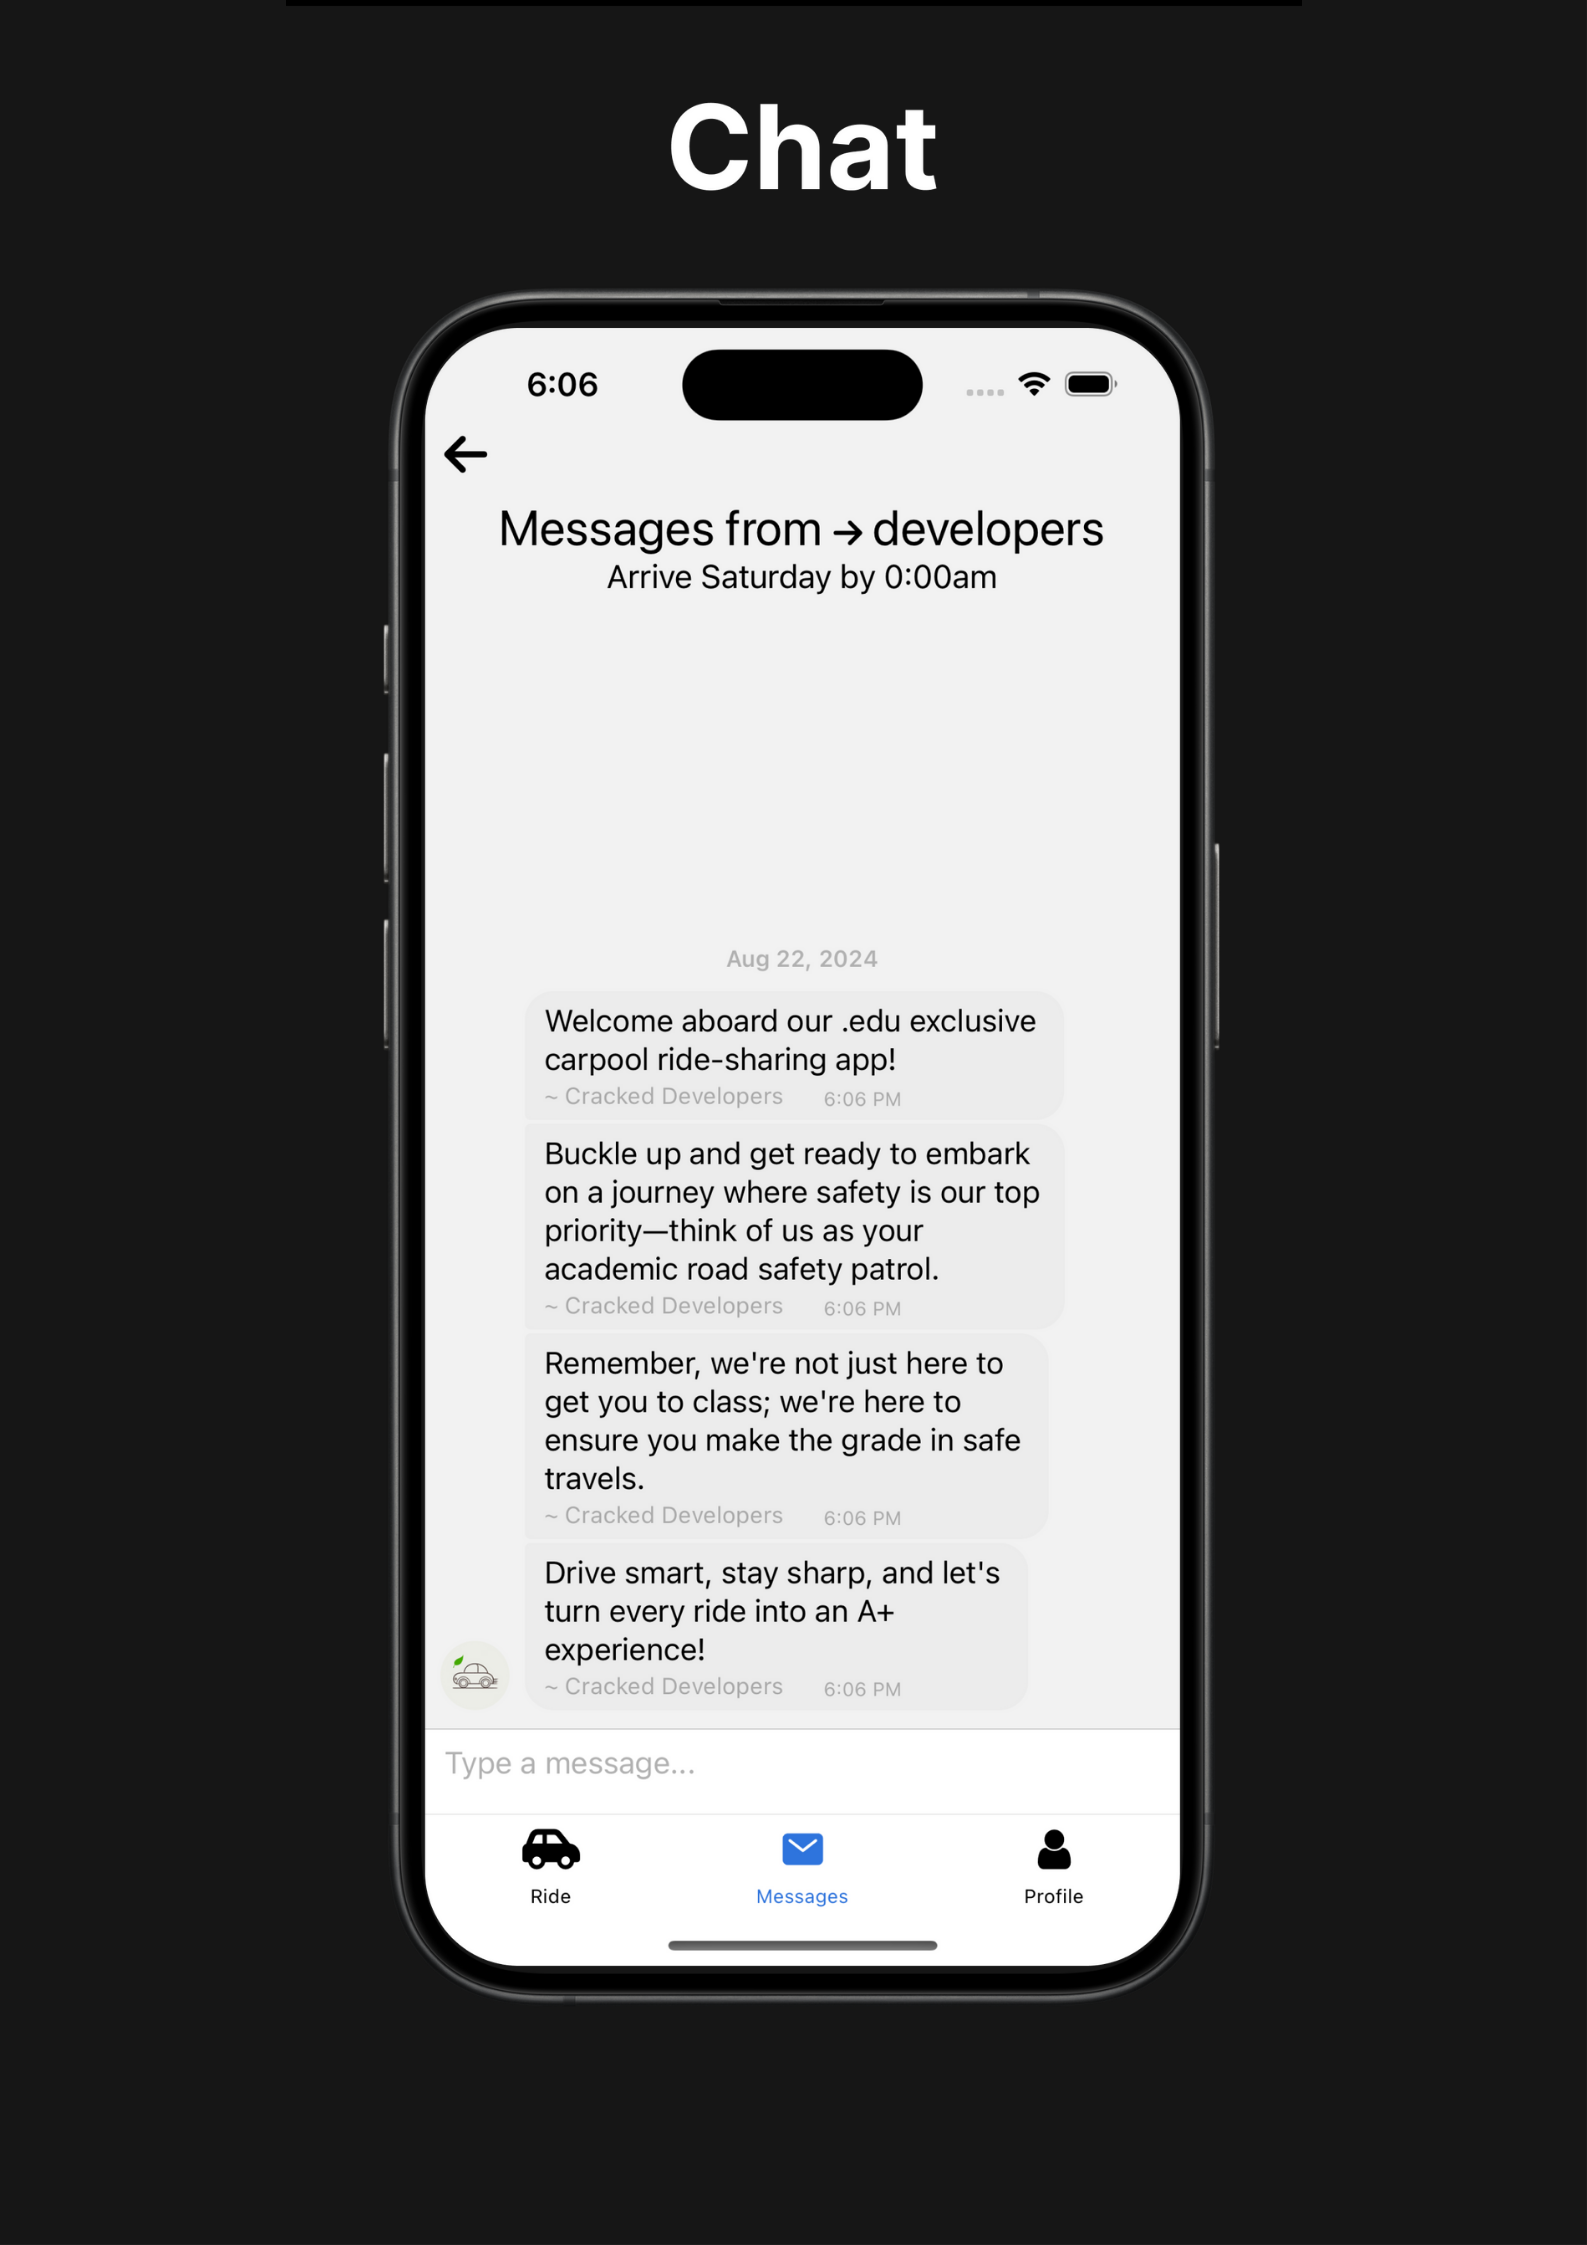 Chat
6:06
Messages from → developers
Arrive Saturday by 0:00am
Aug 22, 2024
Welcome aboard our .edu exclusive
carpool ride-sharing app!
~ Cracked Developers 6:06 PM
Buckle up and get ready to embark
on a journey where safety is our top
priority—think of us as your
academic road safety patrol.
~ Cracked Developers 6:06 PM
Remember, we're not just here to
get you to class; we're here to
ensure you make the grade in safe
travels.
~ Cracked Developers 6:06 PM
Drive smart, stay sharp, and let's
turn every ride into an A+
experience!
~ Cracked Developers 6:06 PM
Type a message...
Ride Messages Profile